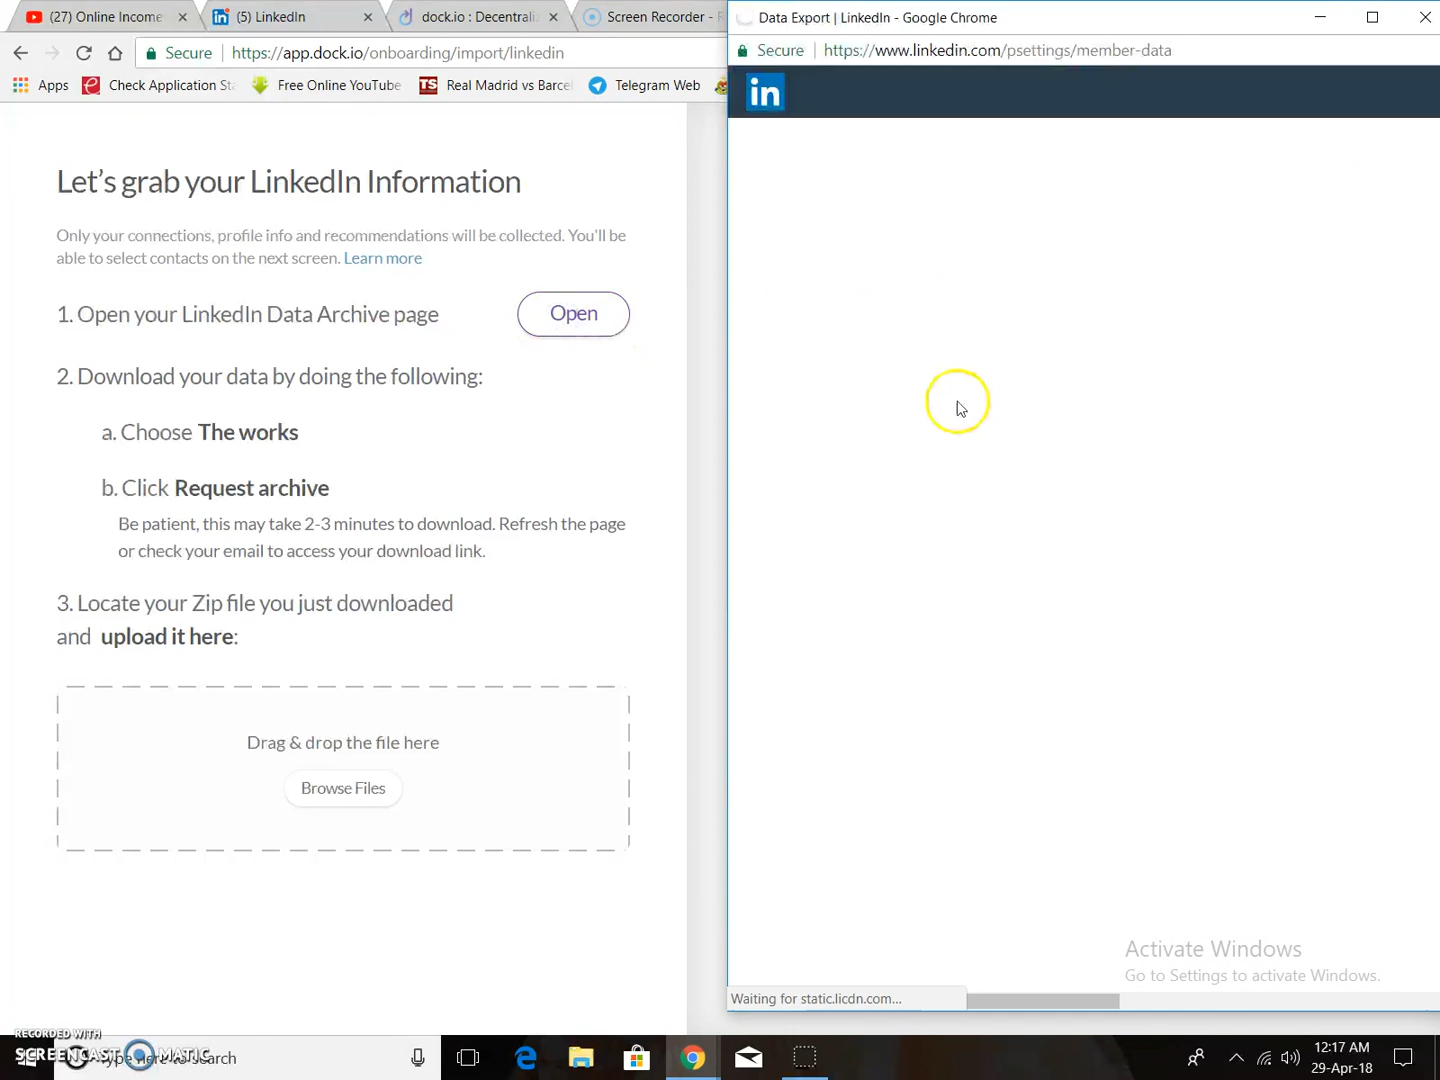 (27) Online Income
(5) LinkedIn
dock.io : Decentrali
Screen Recorder - R
Data Export | LinkedIn - Google Chrome
Secure https://app.dock.io/onboarding/import/linkedin
Secure https://www.linkedin.com/psettings/member-data
Apps
Check Application Sta
Free Online YouTube
TS Real Madrid vs Barcel
Telegram Web
in
Let's grab your LinkedIn Information
Only your connections, profile info and recommendations will be collected. You'll be
able to select contacts on the next screen. Learn more
1. Open your LinkedIn Data Archive page
Open
2. Download your data by doing the following:
a. Choose The works
b. Click Request archive
Be patient, this may take 2-3 minutes to download. Refresh the page
or check your email to access your download link.
3. Locate your Zip file you just downloaded
and upload it here:
Drag & drop the file here
Browse Files
Activate Windows
Go to Settings to activate Windows.
Waiting for static.licdn.com...
RECORDED WITH
SCREENCAST MATIC
Type here to search
12:17 AM
29-Apr-18